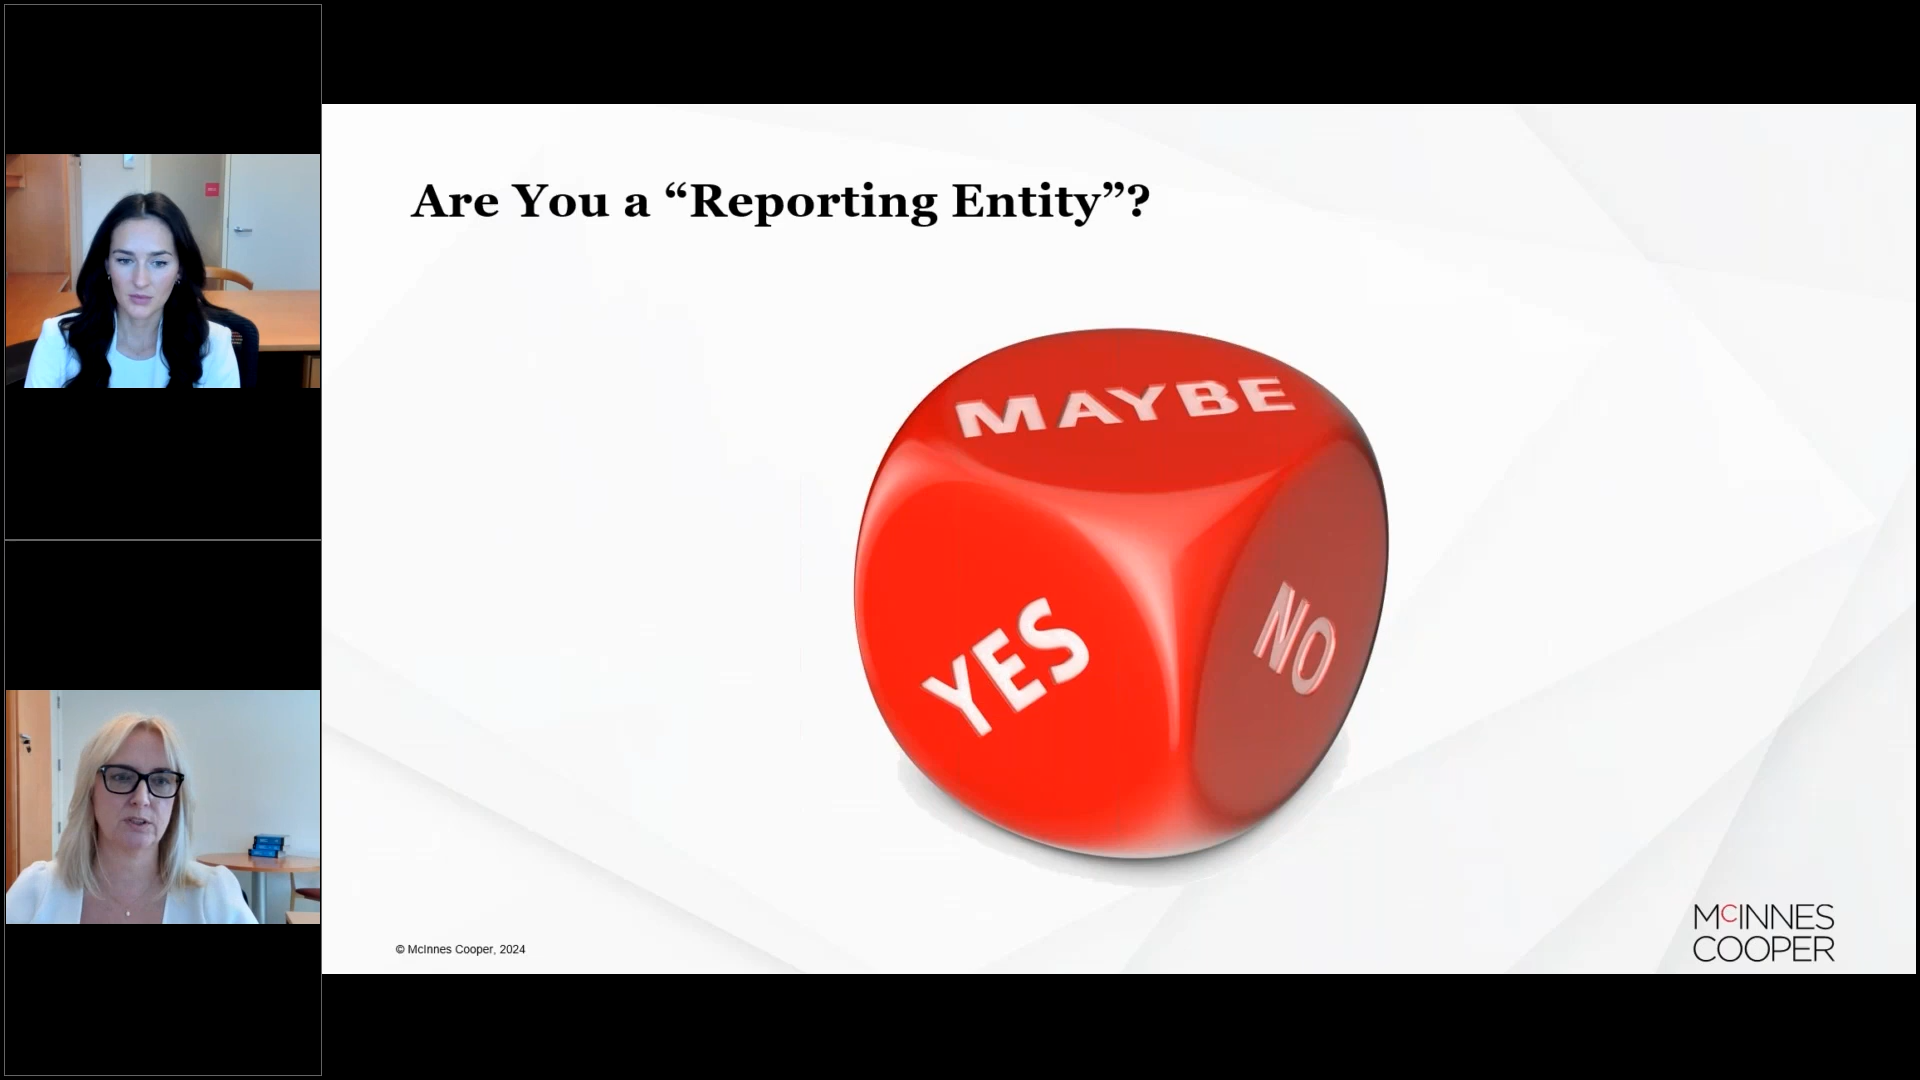 Are You a “Reporting Entity”?
MAYBE
YES
NO
© McInnes Cooper, 2024
MCINNES
COOPER